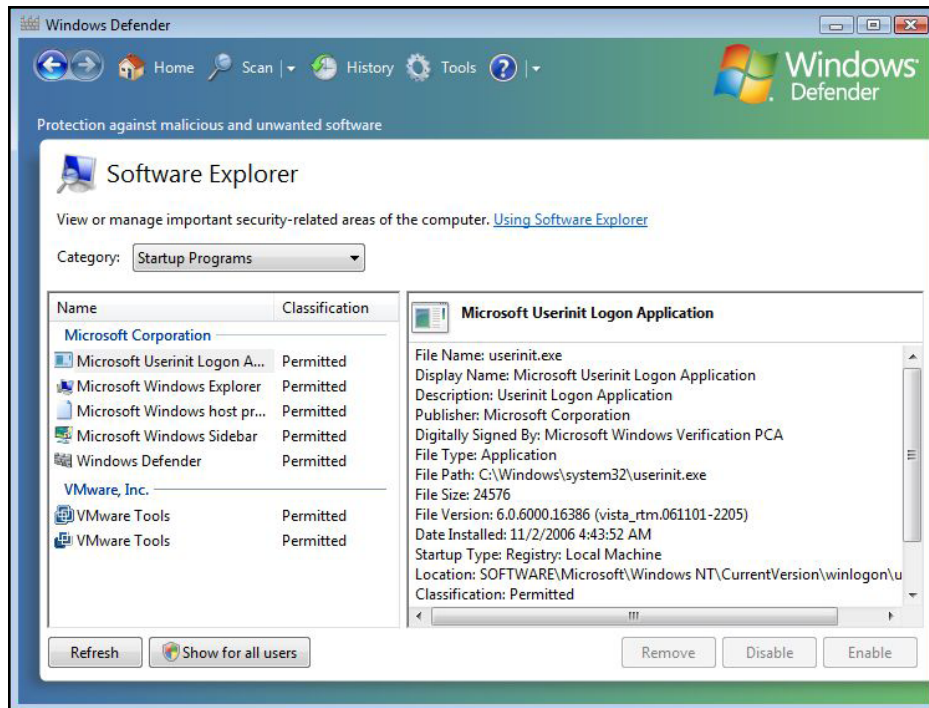 Windows Defender
Home Scan History Tools ?
Windows
Defender
Protection against malicious and unwanted software
Software Explorer
View or manage important security-related areas of the computer. Using Software Explorer
Category: Startup Programs
Name Classification
Microsoft Corporation
Microsoft Userinit Logon A... Permitted
Microsoft Windows Explorer Permitted
Microsoft Windows host pr... Permitted
Microsoft Windows Sidebar Permitted
Windows Defender Permitted
VMware, Inc.
VMware Tools Permitted
VMware Tools Permitted
Microsoft Userinit Logon Application
File Name: userinit.exe
Display Name: Microsoft Userinit Logon Application
Description: Userinit Logon Application
Publisher: Microsoft Corporation
Digitally Signed By: Microsoft Windows Verification PCA
File Type: Application
File Path: C:\Windows\system32\userinit.exe
File Size: 24576
File Version: 6.0.6000.16386 (vista_rtm.061101-2205)
Date Installed: 11/2/2006 4:43:52 AM
Startup Type: Registry: Local Machine
Location: SOFTWARE\Microsoft\Windows NT\CurrentVersion\winlogon\u
Classification: Permitted
Refresh Show for all users Remove Disable Enable